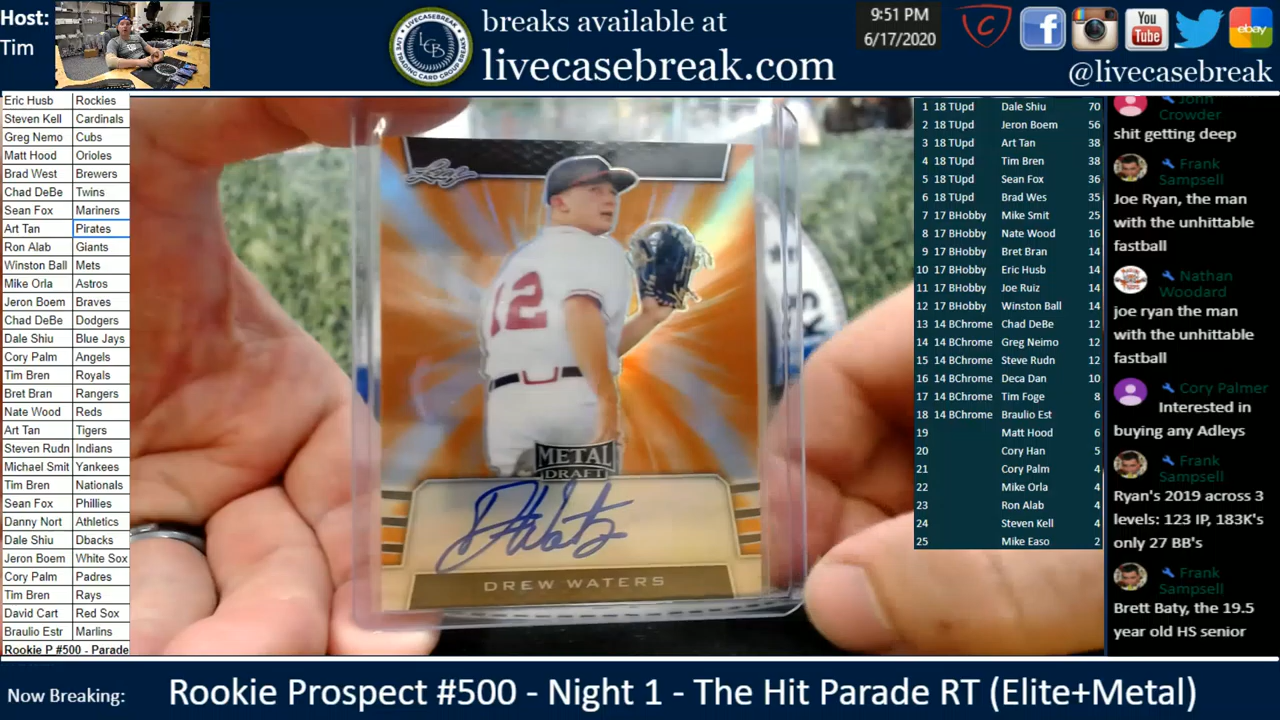 Host:
Tim
LIVECASEBREAK
LCB
TRADING CARD GROUP BREAKS
breaks available at
livecasebreak.com
9:51 PM
6/17/2020
You
Tube
ebay
@livecasebreak
Eric Husb Rockies
Steven Kell Cardinals
Greg Nemo Cubs
Matt Hood Orioles
Brad West Brewers
Chad DeBe Twins
Sean Fox Mariners
Art Tan Pirates
Ron Alab Giants
Winston Ball Mets
Mike Orla Astros
Jeron Boem Braves
Chad DeBe Dodgers
Dale Shiu Blue Jays
Cory Palm Angels
Tim Bren Royals
Bret Bran Rangers
Nate Wood Reds
Art Tan Tigers
Steven Rudn Indians
Michael Smit Yankees
Tim Bren Nationals
Sean Fox Phillies
Danny Nort Athletics
Dale Shiu Dbacks
Jeron Boem White Sox
Cory Palm Padres
Tim Bren Rays
David Cart Red Sox
Braulio Estr Marlins
Rookie P #500 - Parade
Leaf
12
METAL
DRAFT
DREW WATERS
1 18 TUpd Dale Shiu 70
2 18 TUpd Jeron Boem 56
3 18 TUpd Art Tan 38
4 18 TUpd Tim Bren 38
5 18 TUpd Sean Fox 36
6 18 TUpd Brad Wes 35
7 17 BHobby Mike Smit 25
8 17 BHobby Nate Wood 16
9 17 BHobby Bret Bran 14
10 17 BHobby Eric Husb 14
11 17 BHobby Joe Ruiz 14
12 17 BHobby Winston Ball 14
13 14 BChrome Chad DeBe 12
14 14 BChrome Greg Neimo 12
15 14 BChrome Steve Rudn 12
16 14 BChrome Deca Dan 10
17 14 BChrome Tim Foge 8
18 14 BChrome Braulio Est 6
19 Matt Hood 6
20 Cory Han 5
21 Cory Palm 4
22 Mike Orla 4
23 Ron Alab 4
24 Steven Kell 4
25 Mike Easo 2
John
Crowder
shit getting deep
Frank
Sampsell
Joe Ryan, the man
with the unhittable
fastball
Nathan
Woodard
joe ryan the man
with the unhittable
fastball
Cory Palmer
Interested in
buying any Adleys
Frank
Sampsell
Ryan's 2019 across 3
levels: 123 IP, 183K's
only 27 BB's
Frank
Sampsell
Brett Baty, the 19.5
year old HS senior
Now Breaking:
Rookie Prospect #500 - Night 1 - The Hit Parade RT (Elite+Metal)